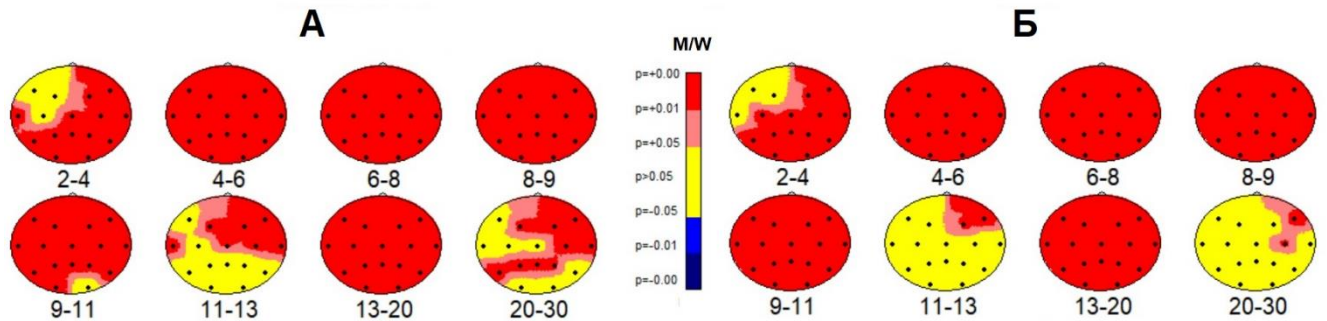 А
Б
M/W
p=+0.00
p=+0.01
p=+0.05
p>0.05
p=-0.05
p=-0.01
p=-0.00
2-4
4-6
6-8
8-9
2-4
4-6
6-8
8-9
9-11
11-13
13-20
20-30
9-11
11-13
13-20
20-30